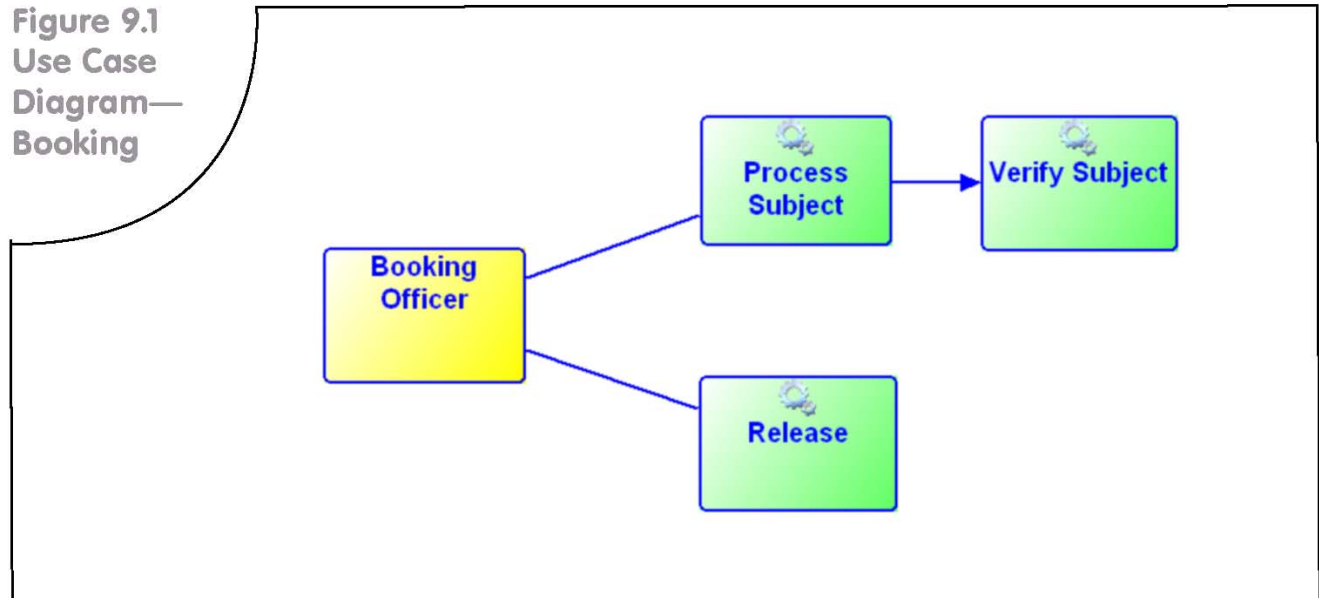 Figure 9.1
Use Case
Diagram—
Booking
Process
Subject
Verify Subject
Booking
Officer
Release